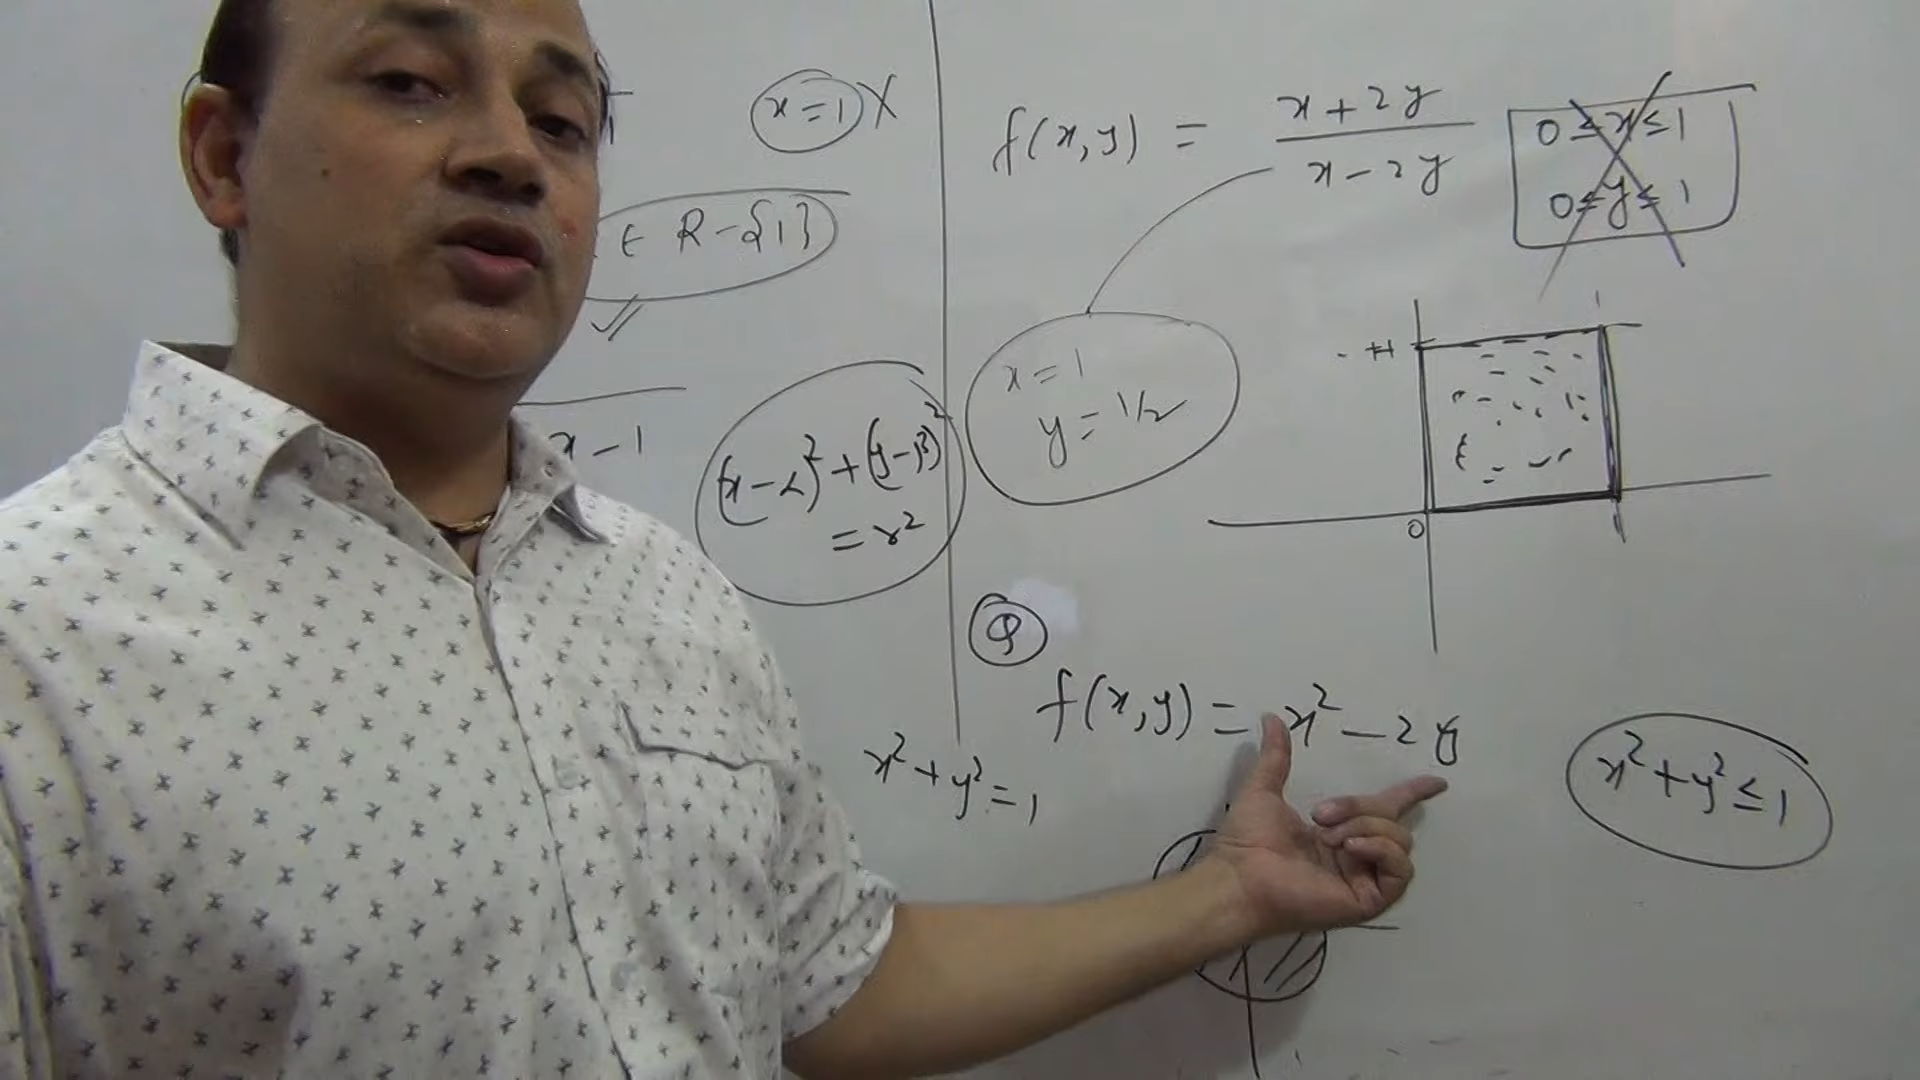 x = 1 X
∈ R - {1}
x - 1
(x - α)² + (y - β)²
= r²
f(x, y) = x + 2y / x - 2y
0 ≤ x ≤ 1
0 ≤ y ≤ 1
x = 1
y = 1/2
1
0
1
Q
f(x, y) = x² - 2y
x² + y² = 1
x² + y² ≤ 1